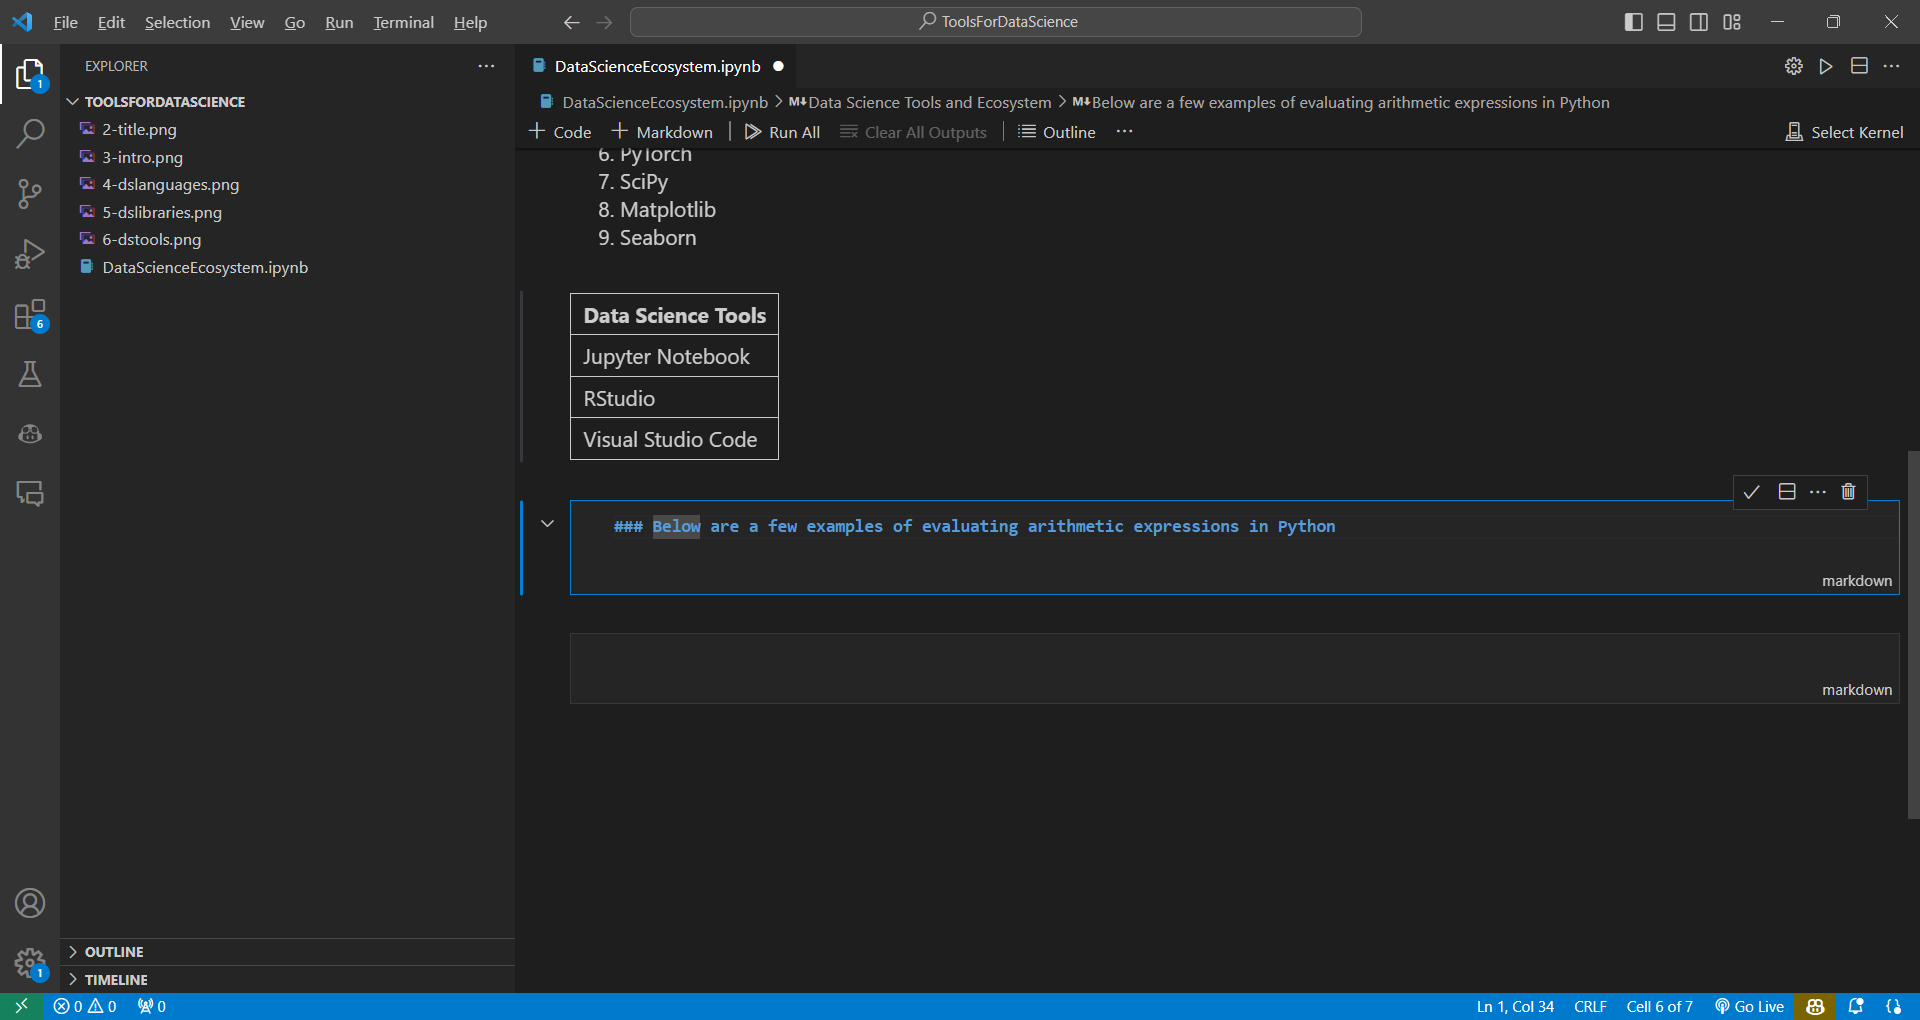 File Edit Selection View Go Run Terminal Help
ToolsForDataScience
EXPLORER
TOOLSFORDATASCIENCE
2-title.png
3-intro.png
4-dslanguages.png
5-dslibraries.png
6-dstools.png
DataScienceEcosystem.ipynb
1
6
1
OUTLINE
TIMELINE
DataScienceEcosystem.ipynb
DataScienceEcosystem.ipynb > M↓Data Science Tools and Ecosystem > M↓Below are a few examples of evaluating arithmetic expressions in Python
+ Code + Markdown Run All Clear All Outputs Outline ... Select Kernel
6. PyTorch
7. SciPy
8. Matplotlib
9. Seaborn
Data Science Tools
Jupyter Notebook
RStudio
Visual Studio Code
### Below are a few examples of evaluating arithmetic expressions in Python
markdown
markdown
0 0 0 Ln 1, Col 34 CRLF Cell 6 of 7 Go Live